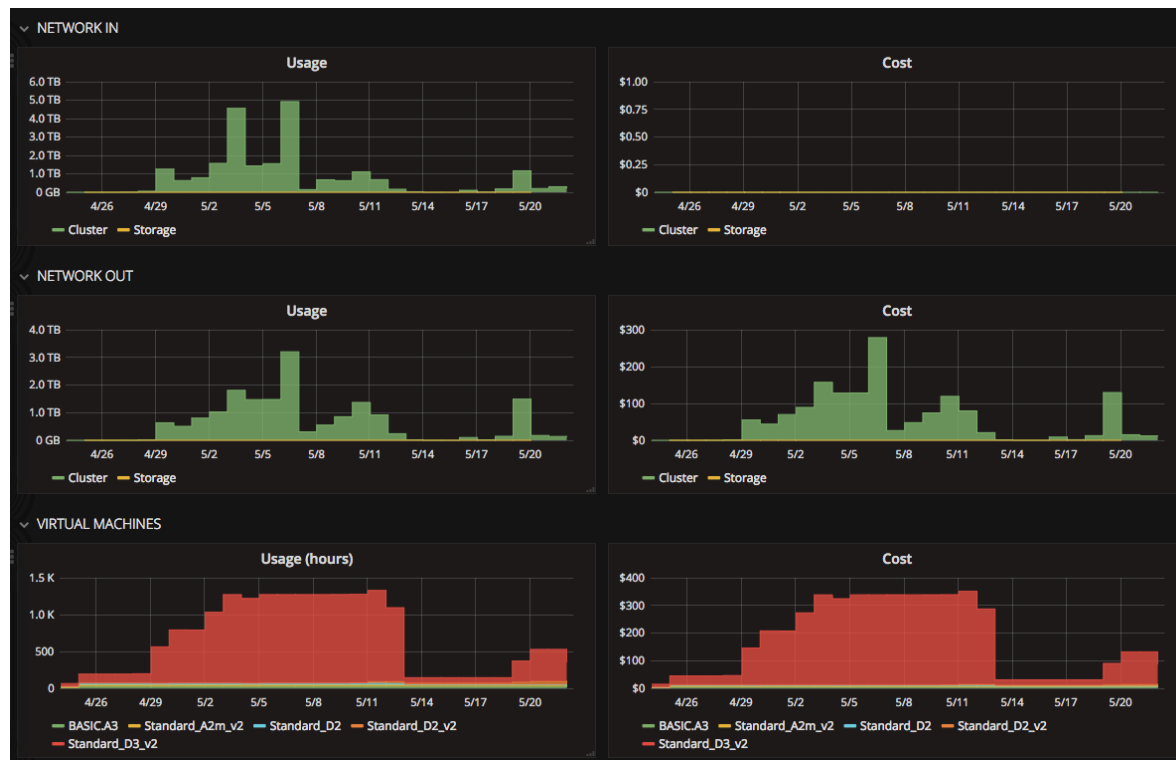 NETWORK IN
Usage
6.0 TB
5.0 TB
4.0 TB
3.0 TB
2.0 TB
1.0 TB
0 GB
4/26 4/29 5/2 5/5 5/8 5/11 5/14 5/17 5/20
Cluster Storage
Cost
$1.00
$0.75
$0.50
$0.25
$0
4/26 4/29 5/2 5/5 5/8 5/11 5/14 5/17 5/20
Cluster Storage
NETWORK OUT
Usage
4.0 TB
3.0 TB
2.0 TB
1.0 TB
0 GB
4/26 4/29 5/2 5/5 5/8 5/11 5/14 5/17 5/20
Cluster Storage
Cost
$300
$200
$100
$0
4/26 4/29 5/2 5/5 5/8 5/11 5/14 5/17 5/20
Cluster Storage
VIRTUAL MACHINES
Usage (hours)
1.5 K
1.0 K
500
0
4/26 4/29 5/2 5/5 5/8 5/11 5/14 5/17 5/20
BASIC.A3 Standard_A2m_v2 Standard_D2 Standard_D2_v2
Standard_D3_v2
Cost
$400
$300
$200
$100
$0
4/26 4/29 5/2 5/5 5/8 5/11 5/14 5/17 5/20
BASIC.A3 Standard_A2m_v2 Standard_D2 Standard_D2_v2
Standard_D3_v2